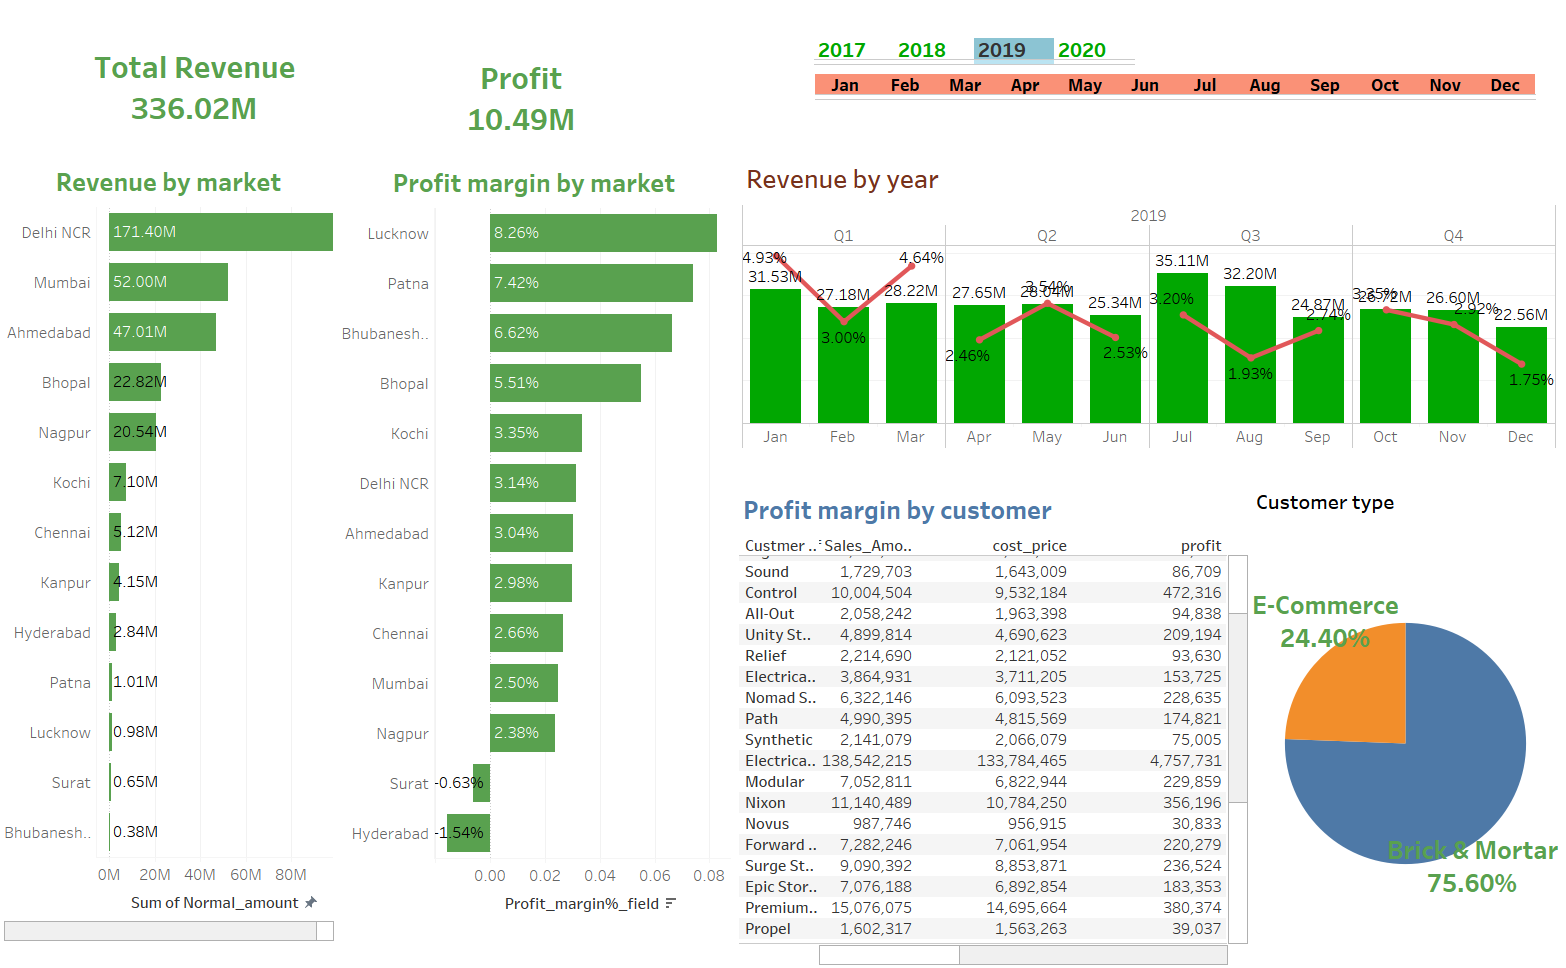 Total Revenue
336.02M
Profit
10.49M
2017 2018 2019 2020
Jan Feb Mar Apr May Jun Jul Aug Sep Oct Nov Dec
Revenue by market
Delhi NCR 171.40M
Mumbai 52.00M
Ahmedabad 47.01M
Bhopal 22.82M
Nagpur 20.54M
Kochi 7.10M
Chennai 5.12M
Kanpur 4.15M
Hyderabad 2.84M
Patna 1.01M
Lucknow 0.98M
Surat 0.65M
Bhubanesh.. 0.38M
0M 20M 40M 60M 80M
Sum of Normal_amount
Profit margin by market
Lucknow 8.26%
Patna 7.42%
Bhubanesh.. 6.62%
Bhopal 5.51%
Kochi 3.35%
Delhi NCR 3.14%
Ahmedabad 3.04%
Kanpur 2.98%
Chennai 2.66%
Mumbai 2.50%
Nagpur 2.38%
Surat -0.63%
Hyderabad -1.54%
0.00 0.02 0.04 0.06 0.08
Profit_margin%_field
Revenue by year
2019
Q1 Q2 Q3 Q4
31.53M 27.18M 28.22M 27.65M 28.04M 25.34M 35.11M 32.20M 24.87M 26.72M 26.60M 22.56M
4.93% 3.00% 4.64% 2.46% 3.54% 2.53% 3.20% 1.93% 2.74% 2.92% 1.75%
Jan Feb Mar Apr May Jun Jul Aug Sep Oct Nov Dec
Profit margin by customer
Custmer .. Sales_Amo.. cost_price profit
Sound 1,729,703 1,643,009 86,709
Control 10,004,504 9,532,184 472,316
All-Out 2,058,242 1,963,398 94,838
Unity St.. 4,899,814 4,690,623 209,194
Relief 2,214,690 2,121,052 93,630
Electrica.. 3,864,931 3,711,205 153,725
Nomad S.. 6,322,146 6,093,523 228,635
Path 4,990,395 4,815,569 174,821
Synthetic 2,141,079 2,066,079 75,005
Electrica.. 138,542,215 133,784,465 4,757,731
Modular 7,052,811 6,822,944 229,859
Nixon 11,140,489 10,784,250 356,196
Novus 987,746 956,915 30,833
Forward .. 7,282,246 7,061,954 220,279
Surge St.. 9,090,392 8,853,871 236,524
Epic Stor.. 7,076,188 6,892,854 183,353
Premium.. 15,076,075 14,695,664 380,374
Propel 1,602,317 1,563,263 39,037
Customer type
E-Commerce
24.40%
Brick & Mortar
75.60%